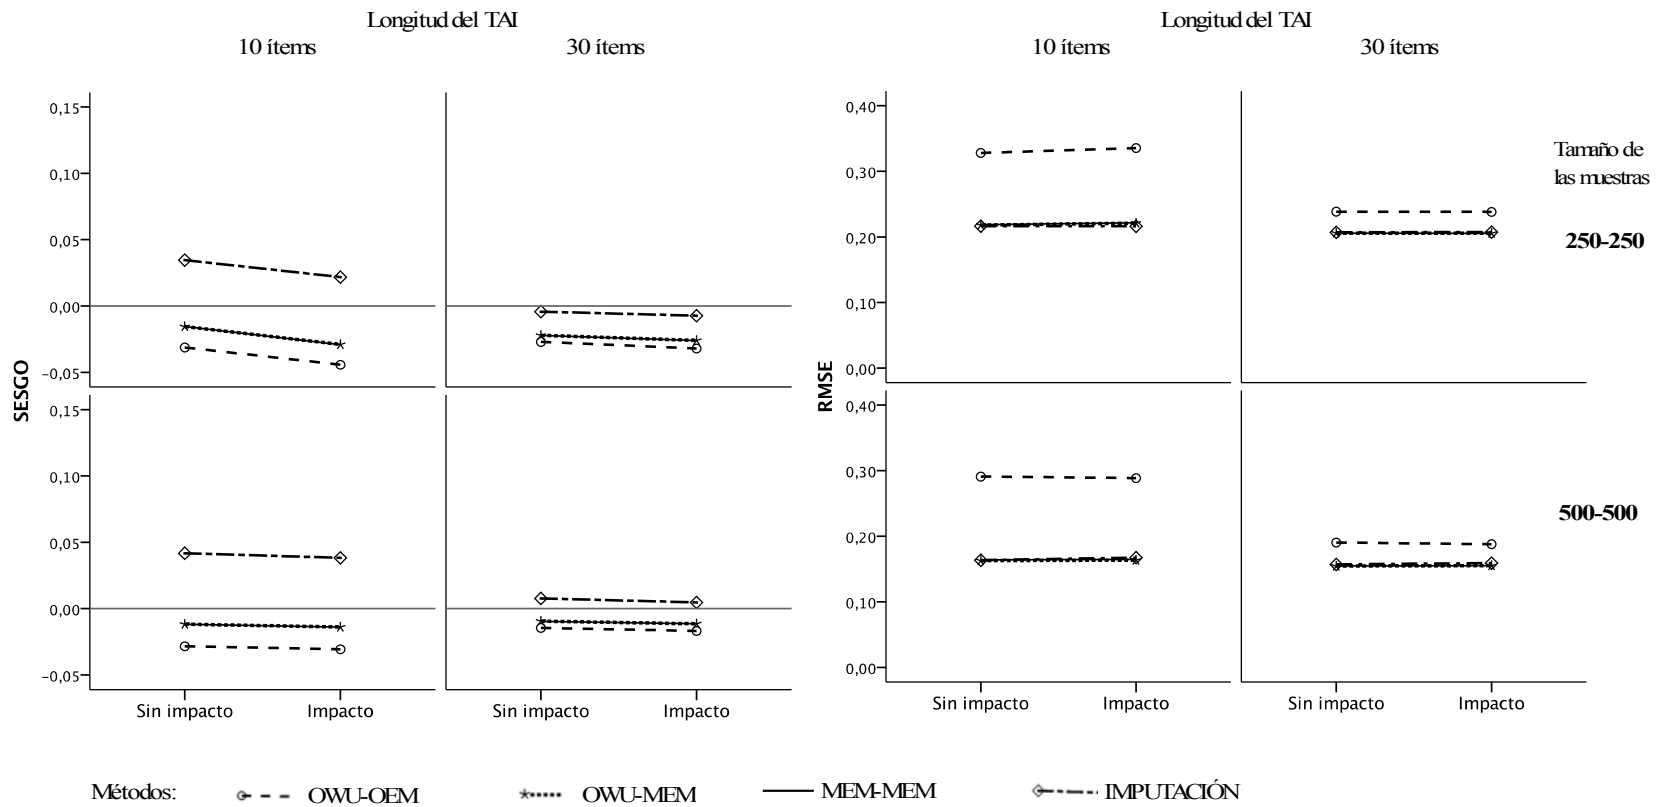 Longitud del TAI
10 ítems 30 ítems
SESGO
0,15
0,10
0,05
0,00
−0,05
0,15
0,10
0,05
0,00
−0,05
Sin impacto Impacto Sin impacto Impacto
Longitud del TAI
10 ítems 30 ítems
RMSE
0,40
0,30
0,20
0,10
0,00
0,40
0,30
0,20
0,10
0,00
Sin impacto Impacto Sin impacto Impacto
Tamaño de
las muestras
250-250
500-500
Métodos: OWU-OEM OWU-MEM MEM-MEM IMPUTACIÓN